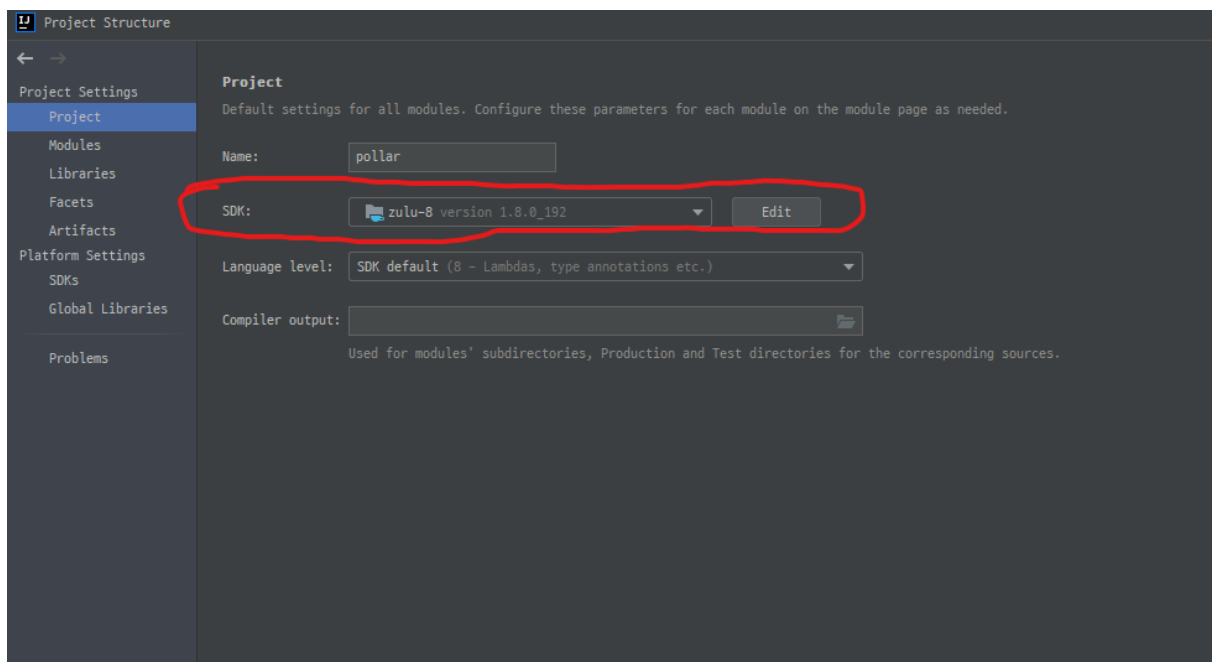 IJ Project Structure
Project Settings
Project
Modules
Libraries
Facets
Artifacts
Platform Settings
SDKs
Global Libraries
Problems
Project
Default settings for all modules. Configure these parameters for each module on the module page as needed.
Name: pollar
SDK: zulu-8 version 1.8.0_192 Edit
Language level: SDK default (8 - Lambdas, type annotations etc.)
Compiler output:
Used for modules' subdirectories, Production and Test directories for the corresponding sources.